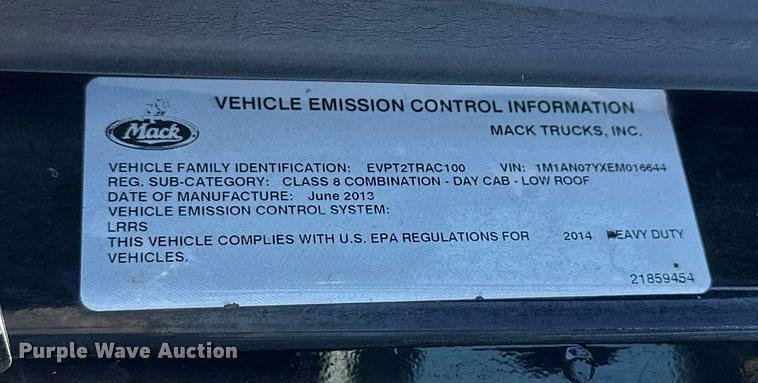 VEHICLE EMISSION CONTROL INFORMATION
Mack
MACK TRUCKS, INC.
VEHICLE FAMILY IDENTIFICATION: EVPT2TRAC100 VIN: 1M1AN07YXEM016644
REG. SUB-CATEGORY: CLASS 8 COMBINATION - DAY CAB - LOW ROOF
DATE OF MANUFACTURE: June 2013
VEHICLE EMISSION CONTROL SYSTEM:
LRRS
THIS VEHICLE COMPLIES WITH U.S. EPA REGULATIONS FOR 2014 HEAVY DUTY
VEHICLES.
21859454
Purple Wave Auction